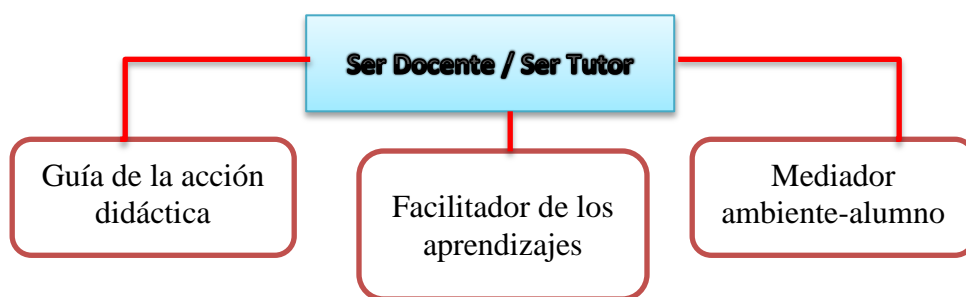 Ser Docente / Ser Tutor
Guía de la acción
didáctica
Facilitador de los
aprendizajes
Mediador
ambiente-alumno